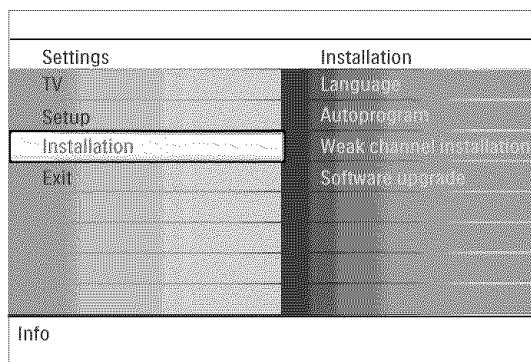 Settings
TV
Setup
Installation
Exit
Installation
Language
Autoprogram
Weak channel installation
Software upgrade
Info